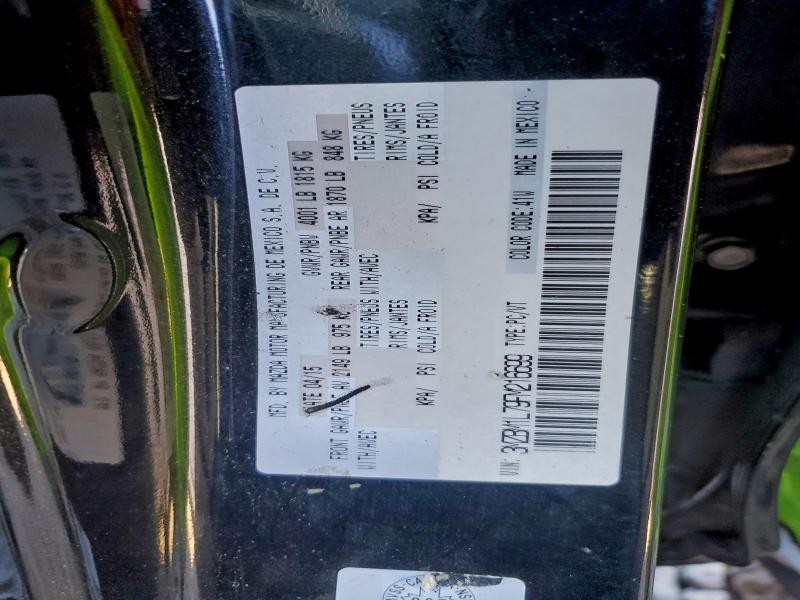 MFD. BY MAZDA MOTOR MANUFACTURING DE MEXICO S.A. DE C.V.
DATE 04/15 GVWR/PNBV 4001 LB 1815 KG
FRONT GAWR/PBE AV 2149 LB 975 KG REAR GAWR/PNBE AR 1870 LB 848 KG
WITH/AVEC TIRES/PNEUS WITH/AVEC TIRES/PNEUS
RIMS/JANTES RIMS/JANTES
KPA/ PSI COLD/A FROID KPA/ PSI COLD/A FROID
VIN: 3MZBM1L79FM216699 TYPE:PC/VT COLOR CODE:41W MADE IN MEXICO